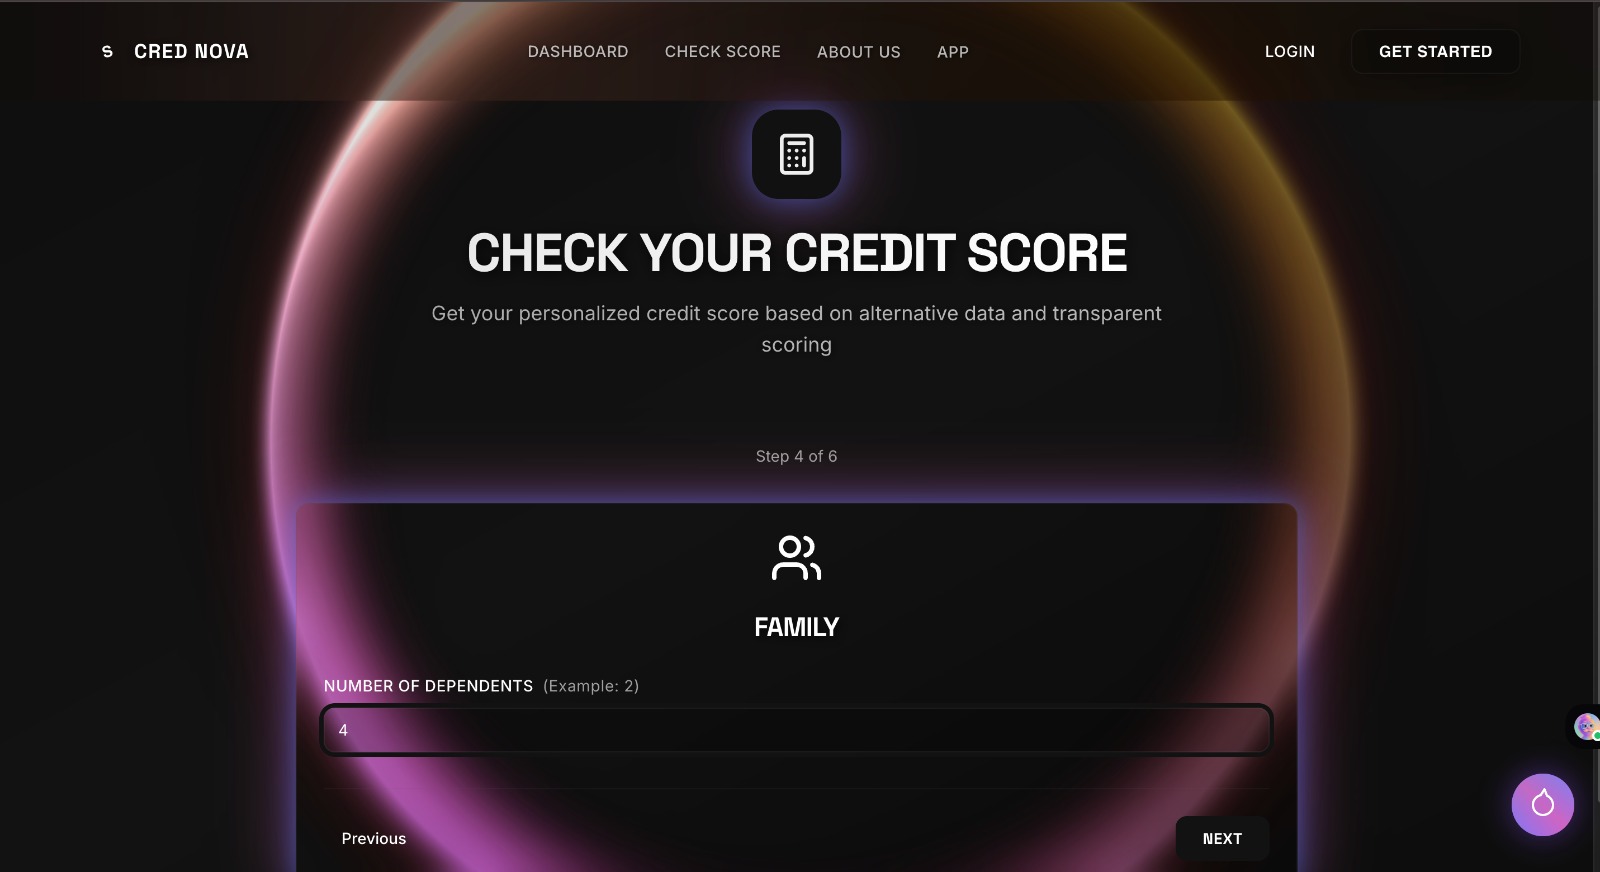 S CRED NOVA
DASHBOARD CHECK SCORE ABOUT US APP
LOGIN GET STARTED
CHECK YOUR CREDIT SCORE
Get your personalized credit score based on alternative data and transparent
scoring
Step 4 of 6
FAMILY
NUMBER OF DEPENDENTS (Example: 2)
4
Previous NEXT